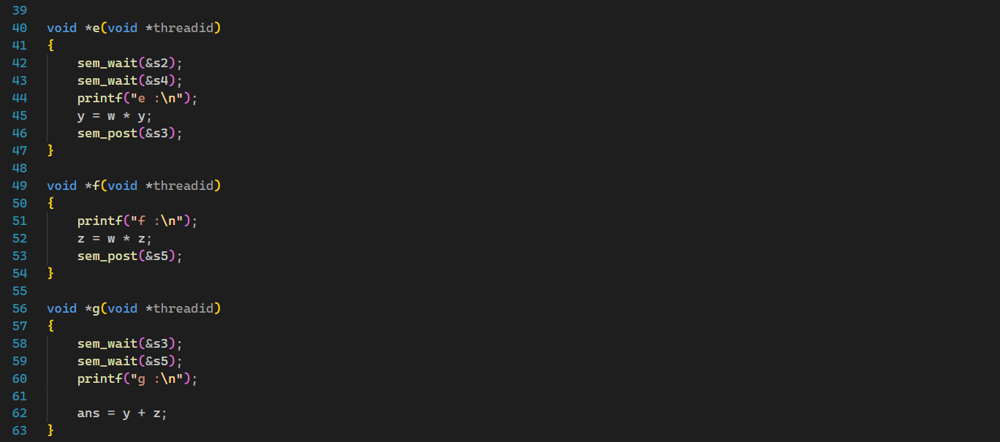 39
40 void *e(void *threadid)
41 {
42     sem_wait(&s2);
43     sem_wait(&s4);
44     printf("e :\n");
45     y = w * y;
46     sem_post(&s3);
47 }
48
49 void *f(void *threadid)
50 {
51     printf("f :\n");
52     z = w * z;
53     sem_post(&s5);
54 }
55
56 void *g(void *threadid)
57 {
58     sem_wait(&s3);
59     sem_wait(&s5);
60     printf("g :\n");
61
62     ans = y + z;
63 }